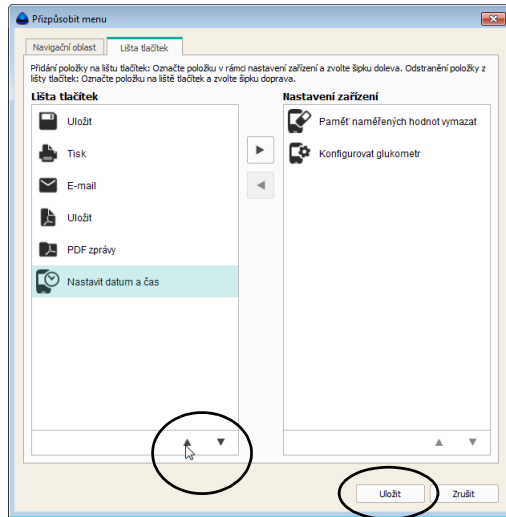 Přizpůsobit menu
Navigační oblast
Lišta tlačítek
Přidání položky na lištu tlačítek: Označte položku v rámci nastavení zařízení a zvolte šipku doleva. Odstranění položky z
lišty tlačítek: Označte položku na liště tlačítek a zvolte šipku doprava.
Lišta tlačítek
Nastavení zařízení
Uložit
Tisk
E-mail
Uložit
PDF zprávy
Nastavit datum a čas
Paměť naměřených hodnot vymazat
Konfigurovat glukometr
Uložit
Zrušit